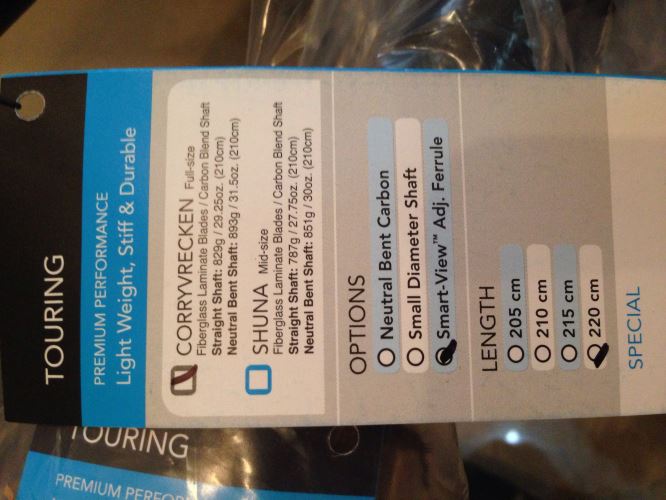 TOURING
PREMIUM PERFORMANCE
Light Weight, Stiff & Durable
CORRYVRECKEN Full-size
Fiberglass Laminate Blades / Carbon Blend Shaft
Straight Shaft: 829g / 29.25oz. (210cm)
Neutral Bent Shaft: 893g / 31.5oz. (210cm)
SHUNA Mid-size
Fiberglass Laminate Blades / Carbon Blend Shaft
Straight Shaft: 787g / 27.75oz. (210cm)
Neutral Bent Shaft: 851g / 30oz. (210cm)
OPTIONS
Neutral Bent Carbon
Small Diameter Shaft
Smart-View™ Adj. Ferrule
LENGTH
205 cm
210 cm
215 cm
220 cm
SPECIAL
TOURING
PREMIUM PERFOR